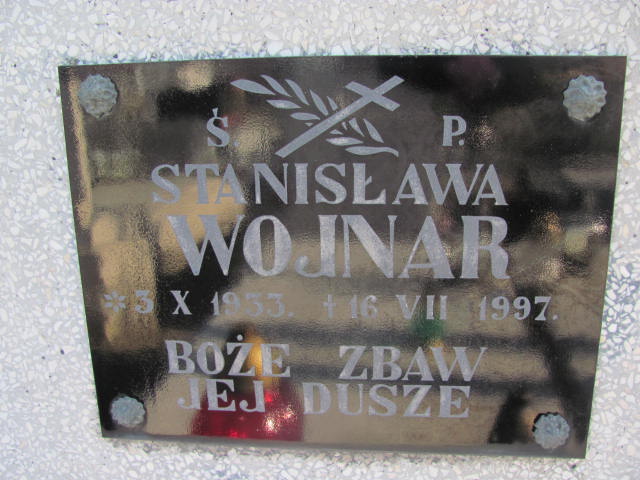 Ś. P.
STANISŁAWA
WOJNAR
* 3 X 1933. † 16 VII 1997.
BOŻE ZBAW
JEJ DUSZE